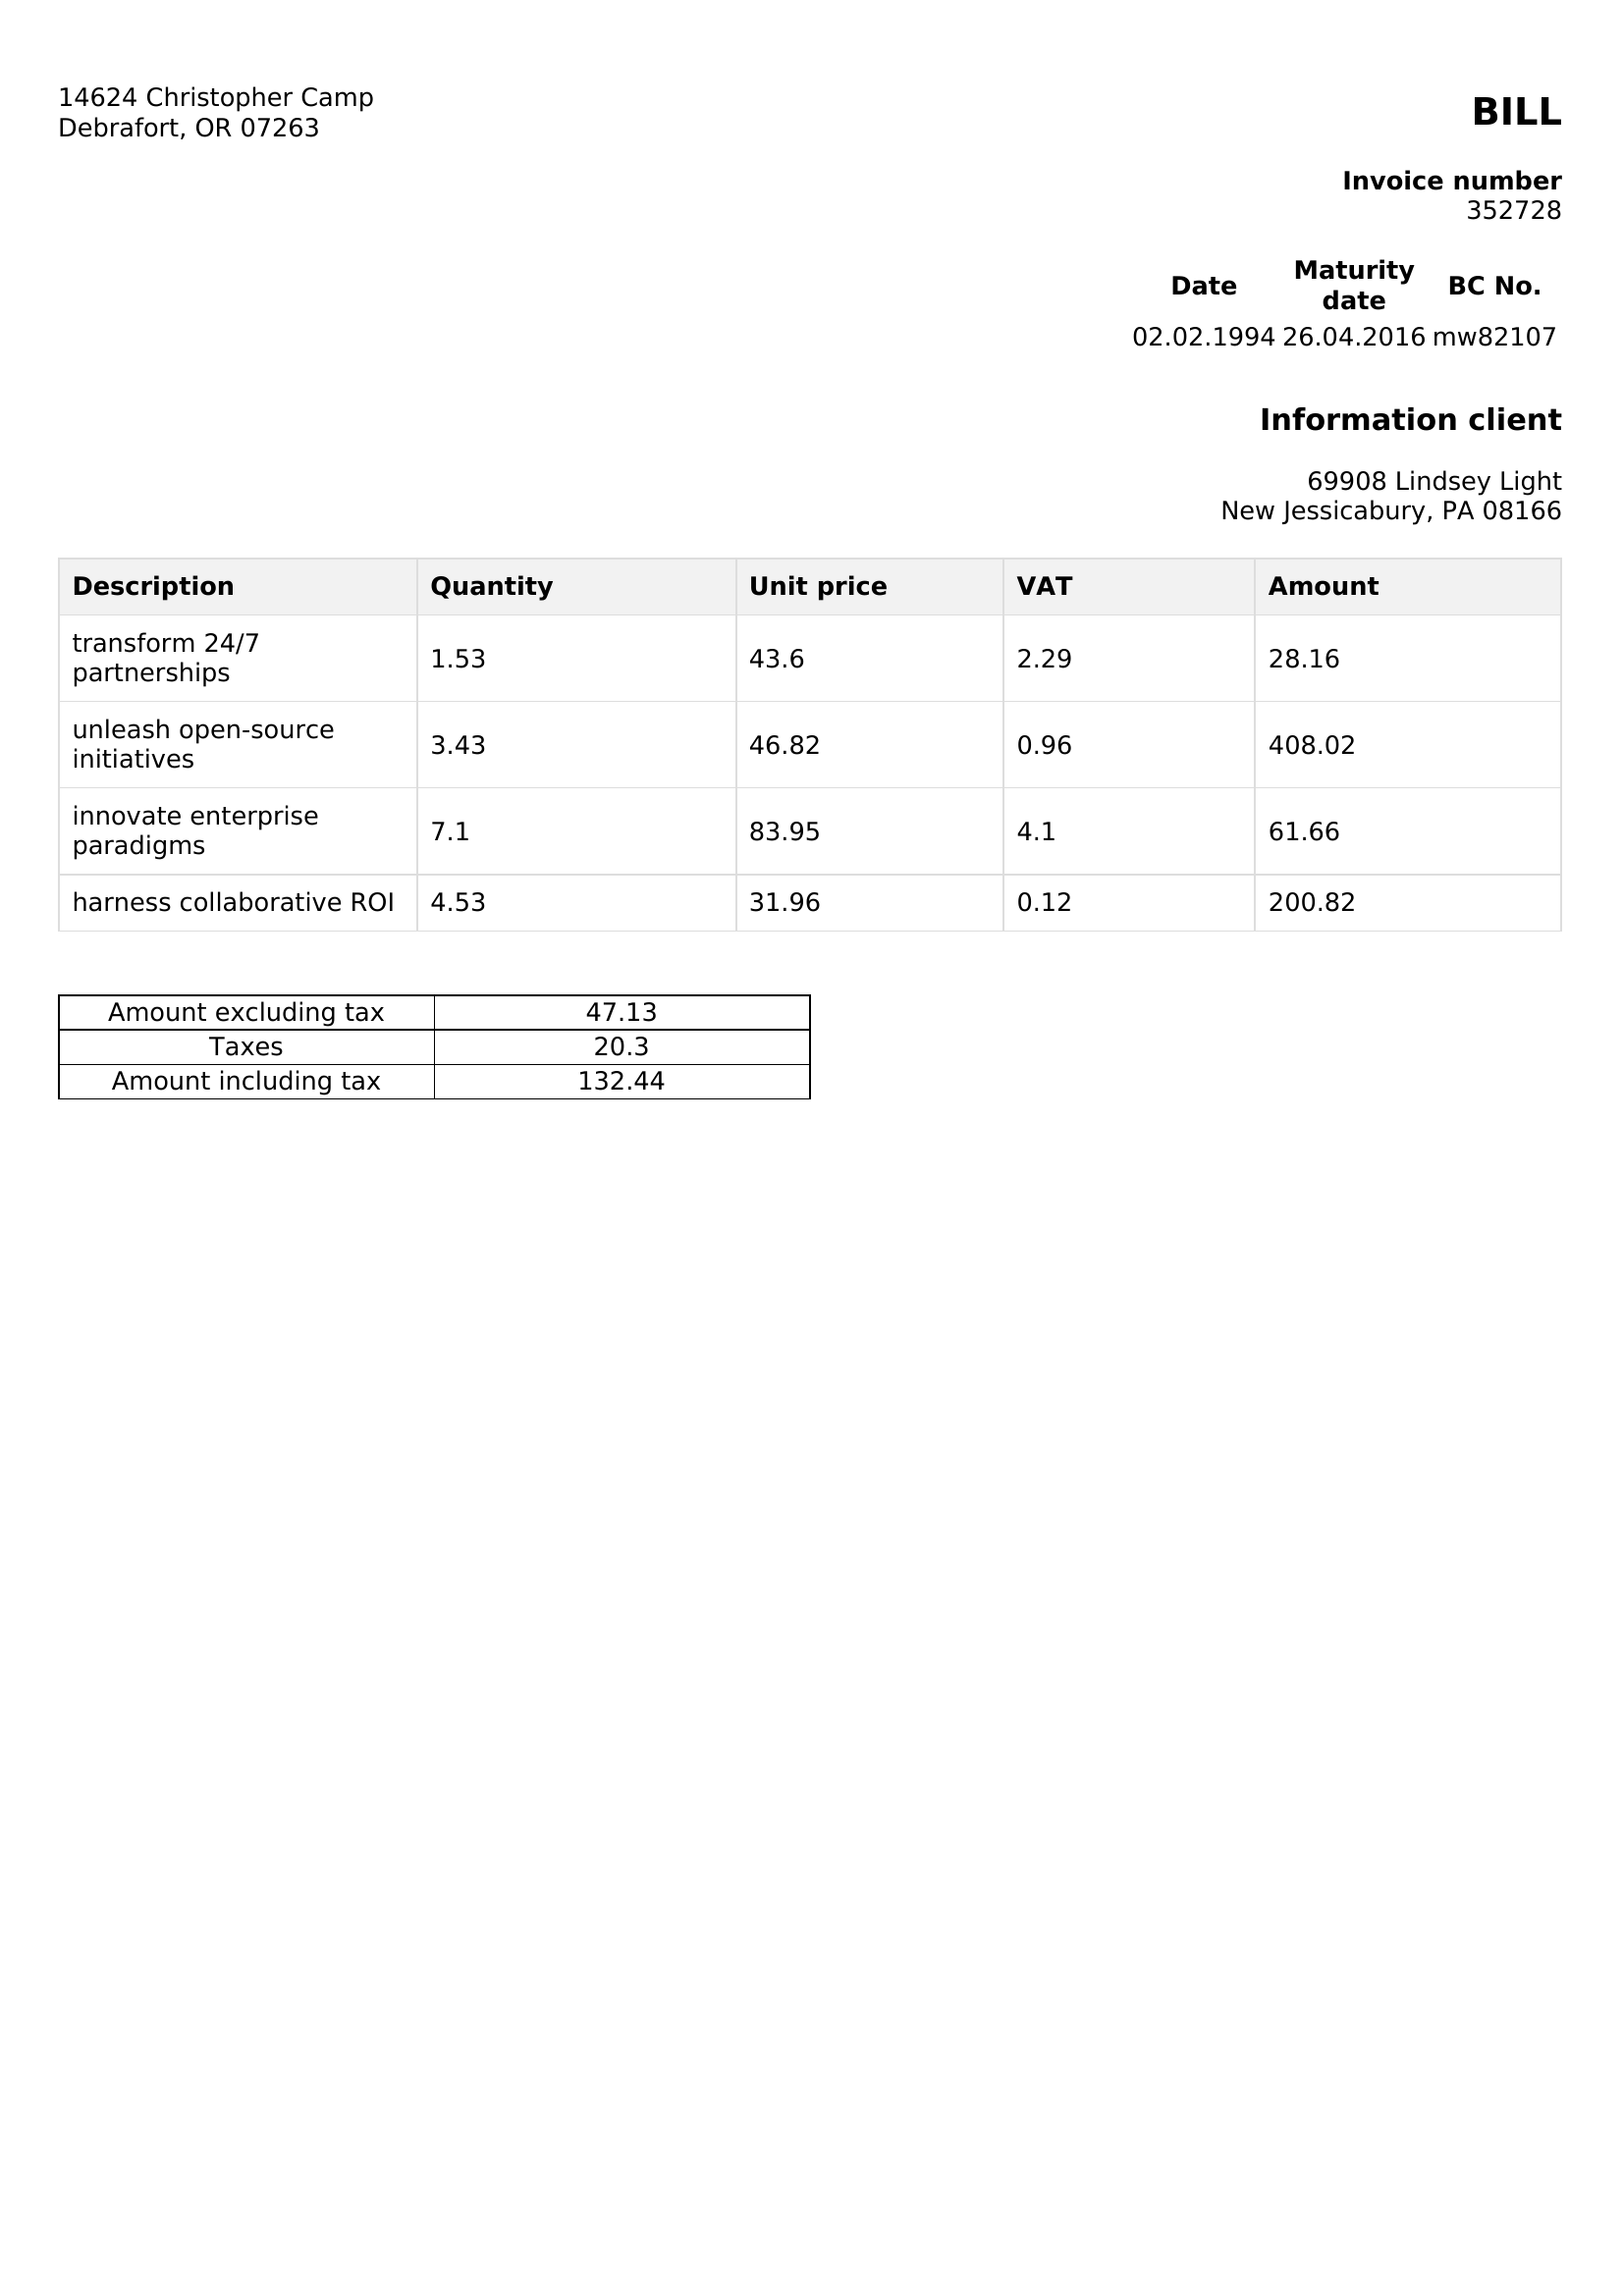 14624 Christopher Camp
Debrafort, OR 07263
BILL
Invoice number
352728
Date Maturity date BC No.
02.02.1994 26.04.2016 mw82107
Information client
69908 Lindsey Light
New Jessicabury, PA 08166
Description Quantity Unit price VAT Amount
transform 24/7
partnerships 1.53 43.6 2.29 28.16
unleash open-source
initiatives 3.43 46.82 0.96 408.02
innovate enterprise
paradigms 7.1 83.95 4.1 61.66
harness collaborative ROI 4.53 31.96 0.12 200.82
Amount excluding tax 47.13
Taxes 20.3
Amount including tax 132.44